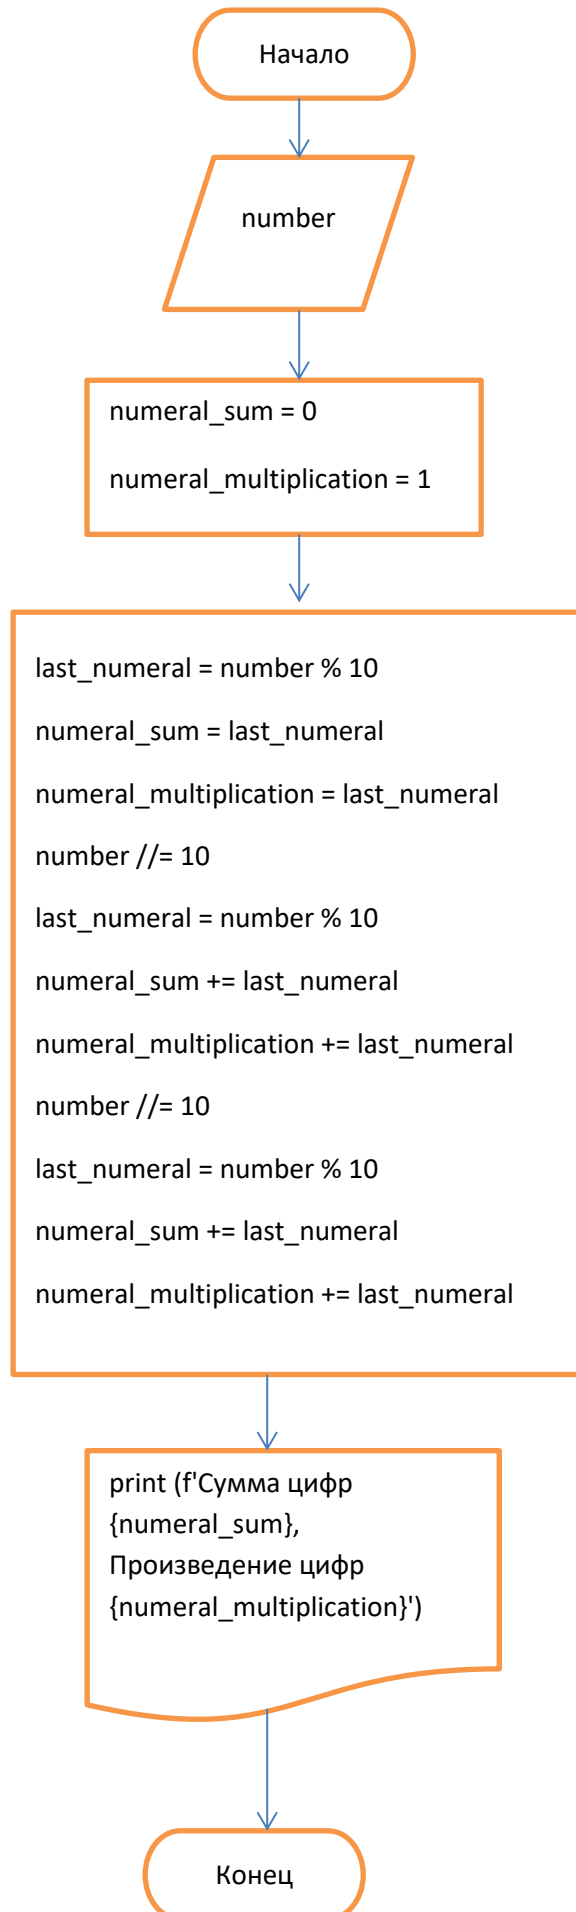 Начало
number
numeral_sum = 0
numeral_multiplication = 1
last_numeral = number % 10
numeral_sum = last_numeral
numeral_multiplication = last_numeral
number //= 10
last_numeral = number % 10
numeral_sum += last_numeral
numeral_multiplication += last_numeral
number //= 10
last_numeral = number % 10
numeral_sum += last_numeral
numeral_multiplication += last_numeral
print (f'Сумма цифр
{numeral_sum},
Произведение цифр
{numeral_multiplication}')
Конец